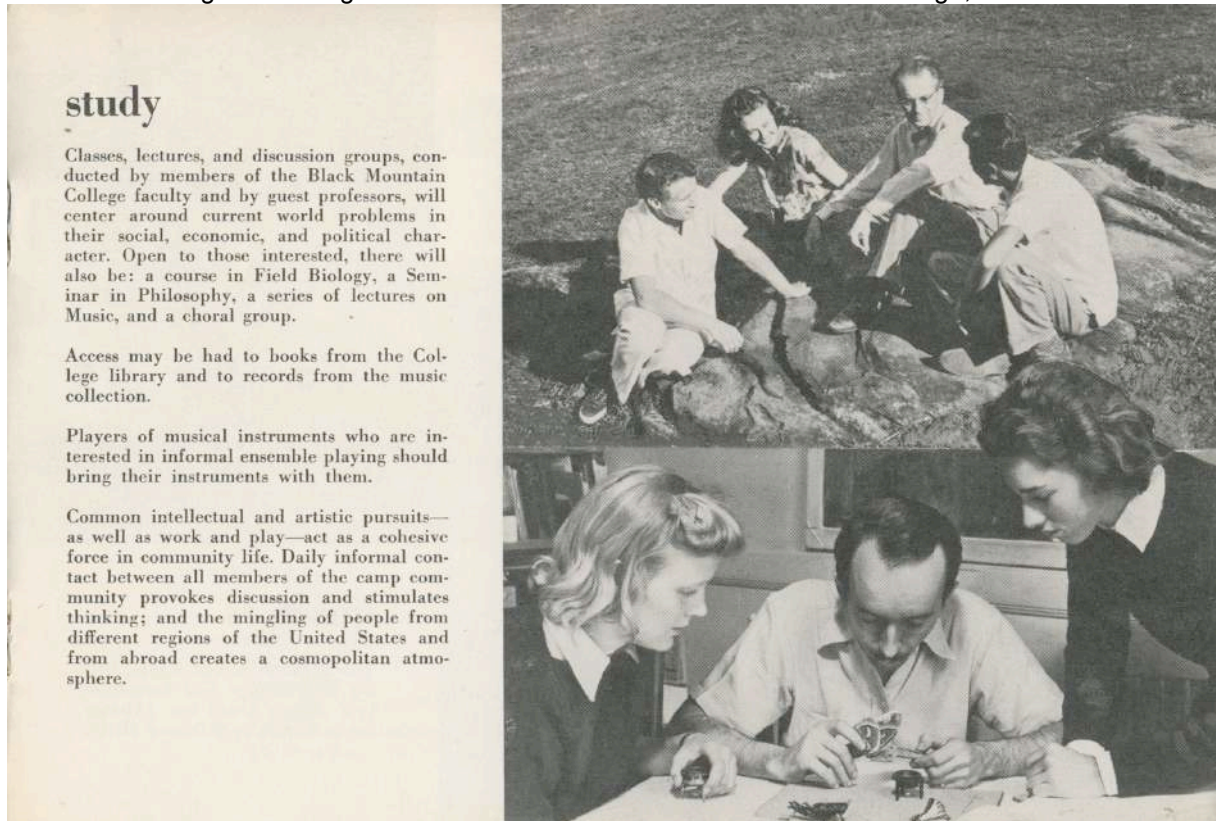 study
Classes, lectures, and discussion groups, con-
ducted by members of the Black Mountain
College faculty and by guest professors, will
center around current world problems in
their social, economic, and political char-
acter. Open to those interested, there will
also be: a course in Field Biology, a Sem-
inar in Philosophy, a series of lectures on
Music, and a choral group.
Access may be had to books from the Col-
lege library and to records from the music
collection.
Players of musical instruments who are in-
terested in informal ensemble playing should
bring their instruments with them.
Common intellectual and artistic pursuits—
as well as work and play—act as a cohesive
force in community life. Daily informal con-
tact between all members of the camp com-
munity provokes discussion and stimulates
thinking; and the mingling of people from
different regions of the United States and
from abroad creates a cosmopolitan atmo-
sphere.